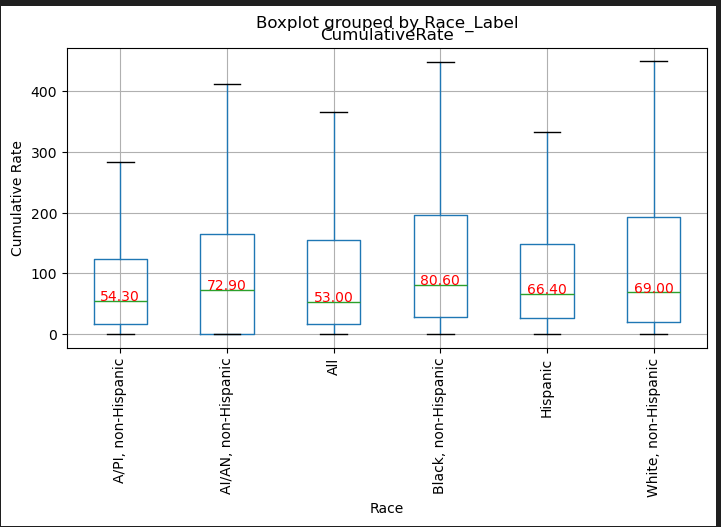 Boxplot grouped by Race_Label
CumulativeRate
Cumulative Rate
400
300
200
100
0
54.30
72.90
53.00
80.60
66.40
69.00
A/PI, non-Hispanic
AI/AN, non-Hispanic
All
Black, non-Hispanic
Hispanic
White, non-Hispanic
Race